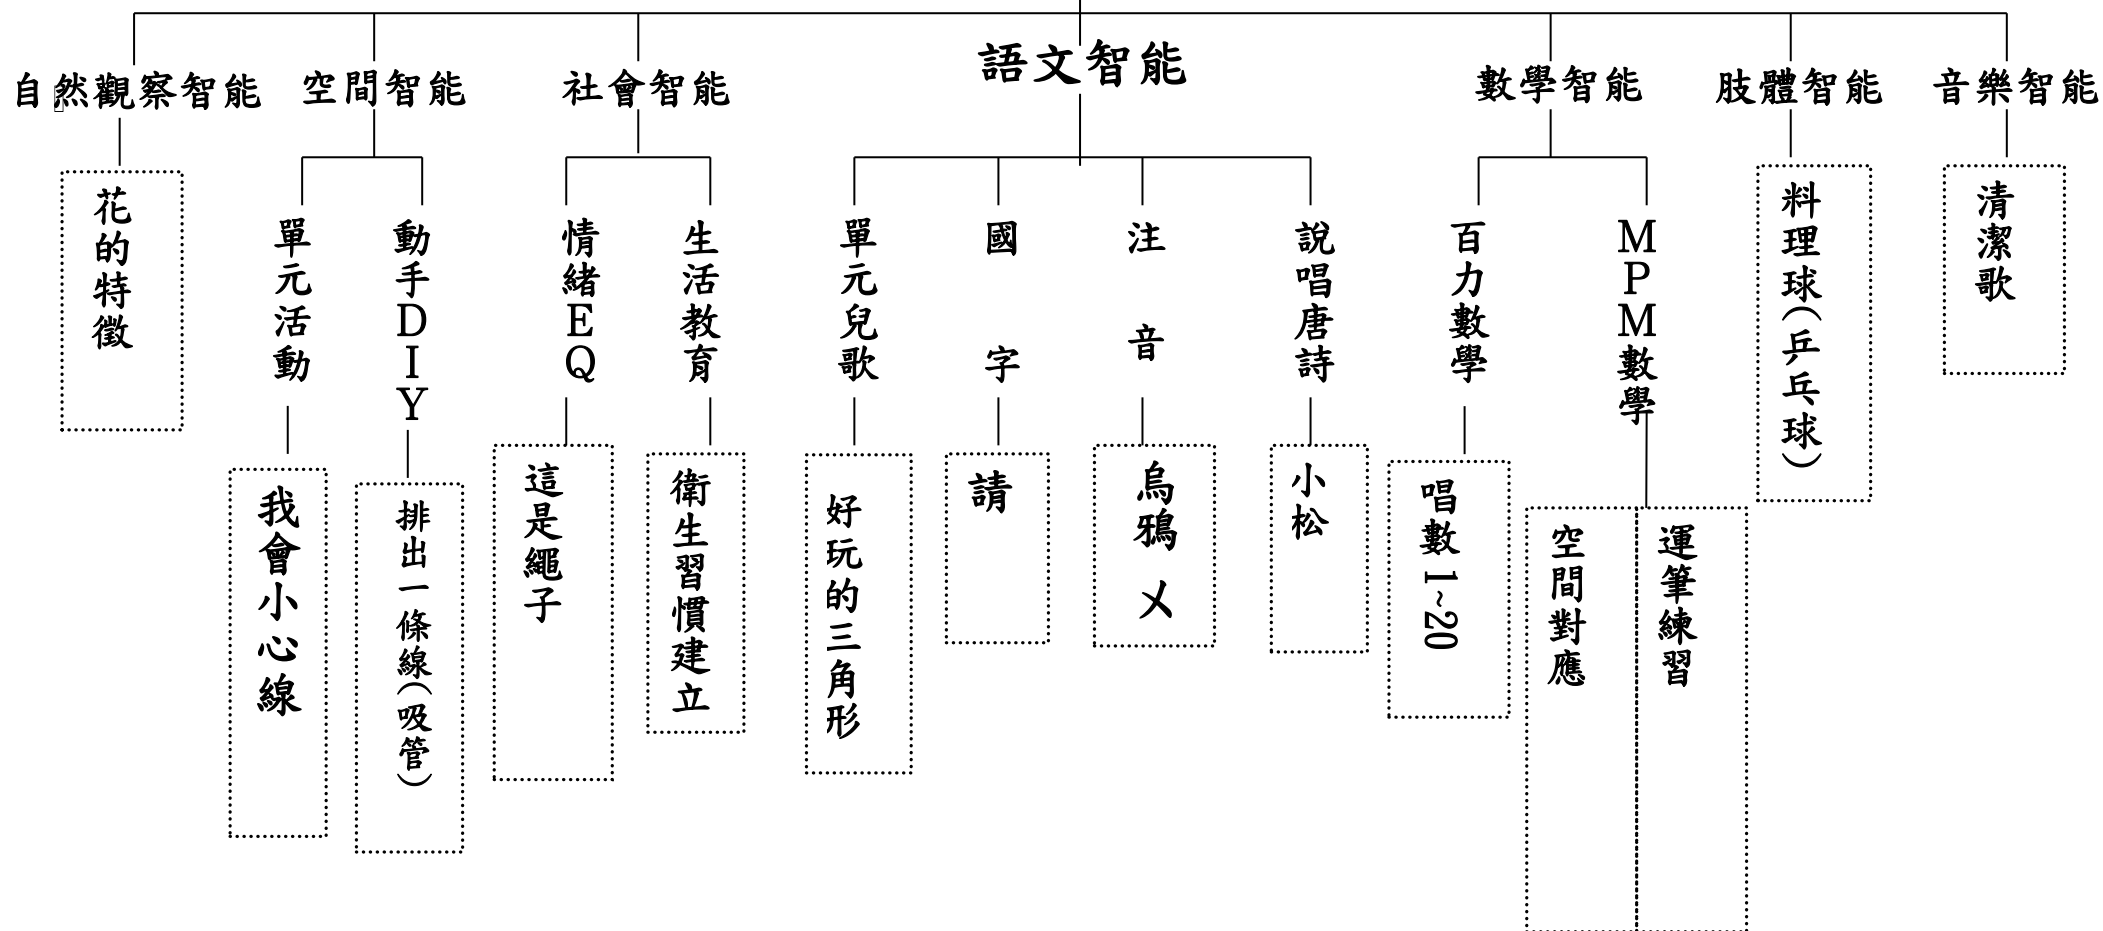 自然觀察智能
空間智能
社會智能
語文智能
數學智能
肢體智能
音樂智能
花的特徵
單元活動
動手DIY
情緒EQ
生活教育
單元兒歌
國字
注音
說唱唐詩
百力數學
MPM數學
料理球(乒乓球)
清潔歌
我會小心線
排出一條線(吸管)
這是繩子
衛生習慣建立
好玩的三角形
請
烏鴉 ㄨ
小松
唱數 1~20
空間對應
運筆練習